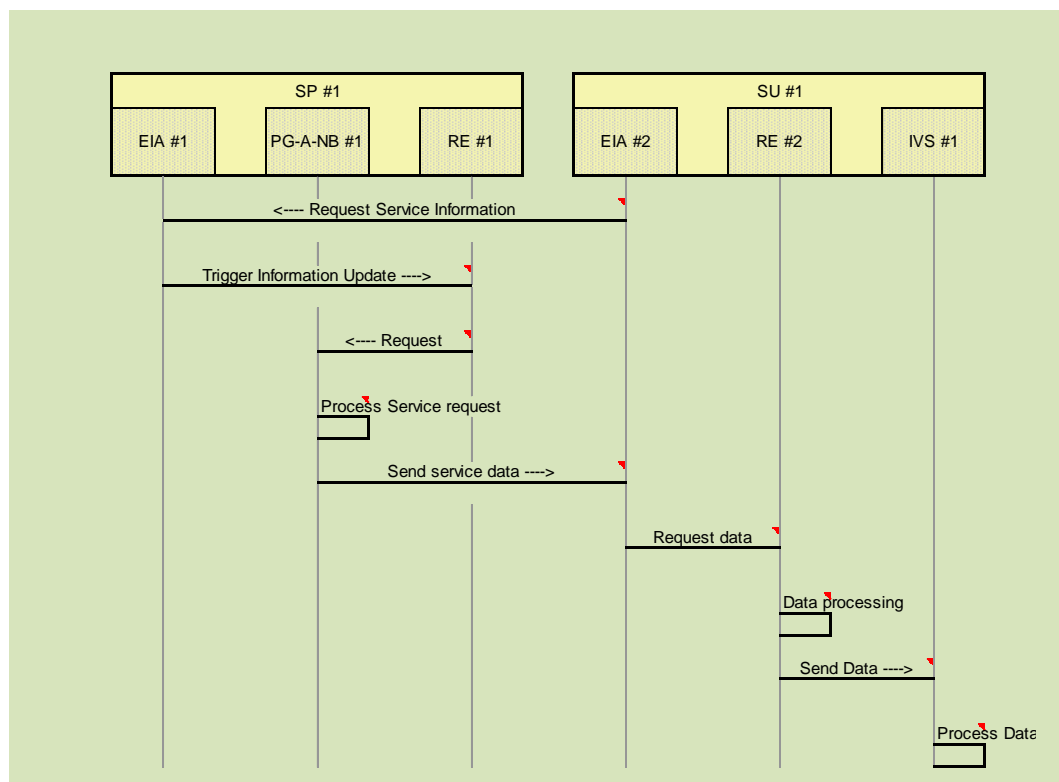 SP #1
SU #1
EIA #1
PG-A-NB #1
RE #1
EIA #2
RE #2
IVS #1
<---- Request Service Information
Trigger Information Update ---->
<---- Request
Process Service request
Send service data ---->
Request data
Data processing
Send Data ---->
Process Data